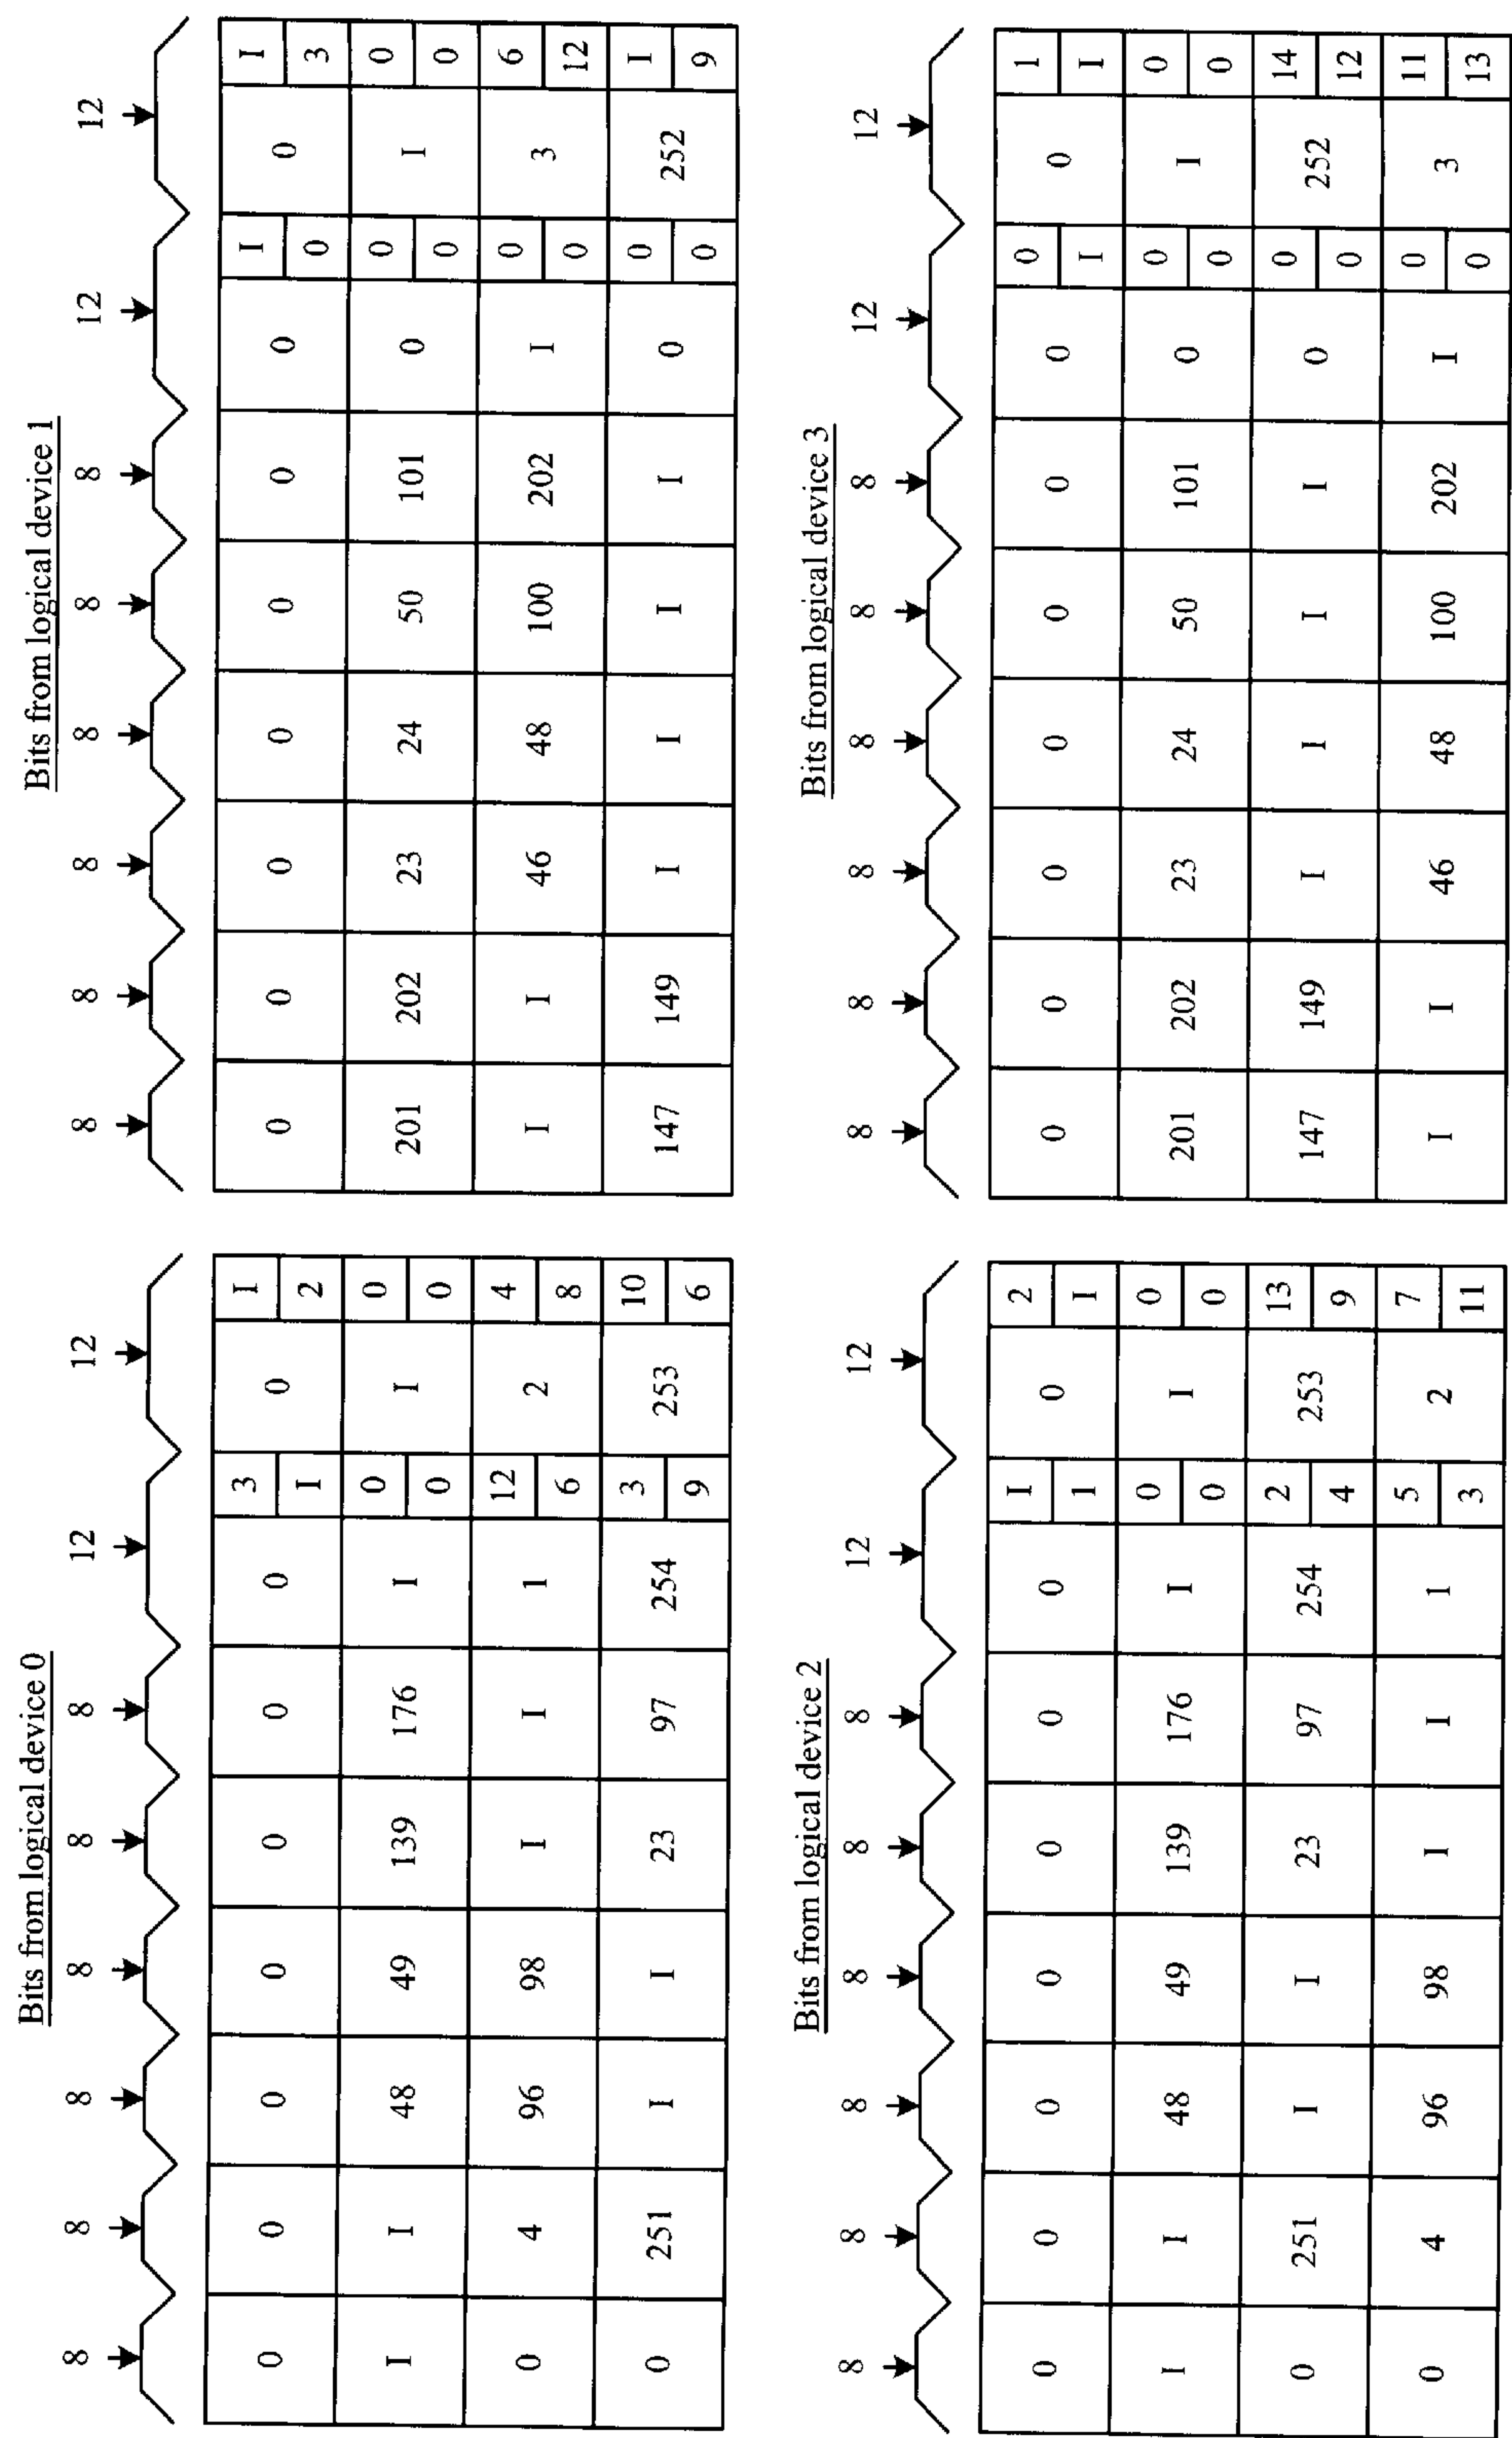 Bits from logical device 0
8 8 8 8 8 8 12 12
0 0 0 0 0 0 0 3 0 I
I 2
I I 48 49 139 176 I 0 I 0
0 0
0 4 96 98 I I 1 12 2 4
6 8
0 251 I I 23 97 254 3 253 10
9 6
Bits from logical device 1
8 8 8 8 8 8 12 12
0 0 0 0 0 0 0 I 0 I
0 3
201 202 23 24 50 101 0 0 I 0
0 0
I I 46 48 100 202 I 0 3 6
0 12
147 149 I I I I 0 0 252 I
0 9
Bits from logical device 2
8 8 8 8 8 8 12 12
0 0 0 0 0 0 0 I 0 2
1 I
I I 48 49 139 176 I 0 I 0
0 0
0 251 I I 23 97 254 2 253 13
4 9
0 4 96 98 I I 1 5 2 7
3 11
Bits from logical device 3
8 8 8 8 8 8 12 12
0 0 0 0 0 0 0 0 0 1
I I
201 202 23 24 50 101 0 0 I 0
0 0
147 149 I I I I 0 0 252 14
0 12
I I 46 48 100 202 I 0 3 11
0 13